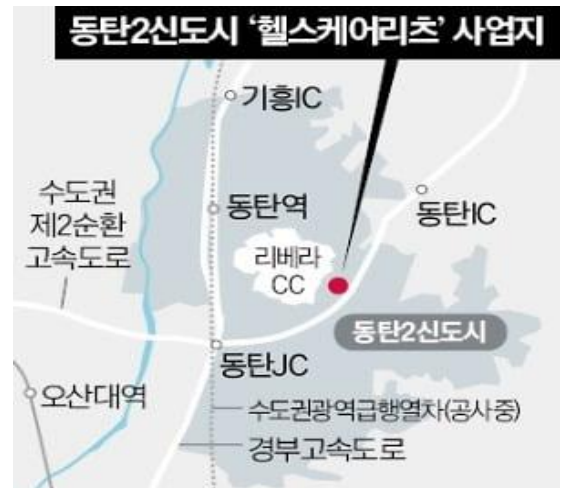 동탄2신도시 ‘헬스케어리츠’ 사업지
기흥IC
수도권
제2순환
고속도로
동탄역
동탄IC
리베라
CC
동탄2신도시
동탄JC
오산대역
수도권광역급행열차(공사 중)
경부고속도로